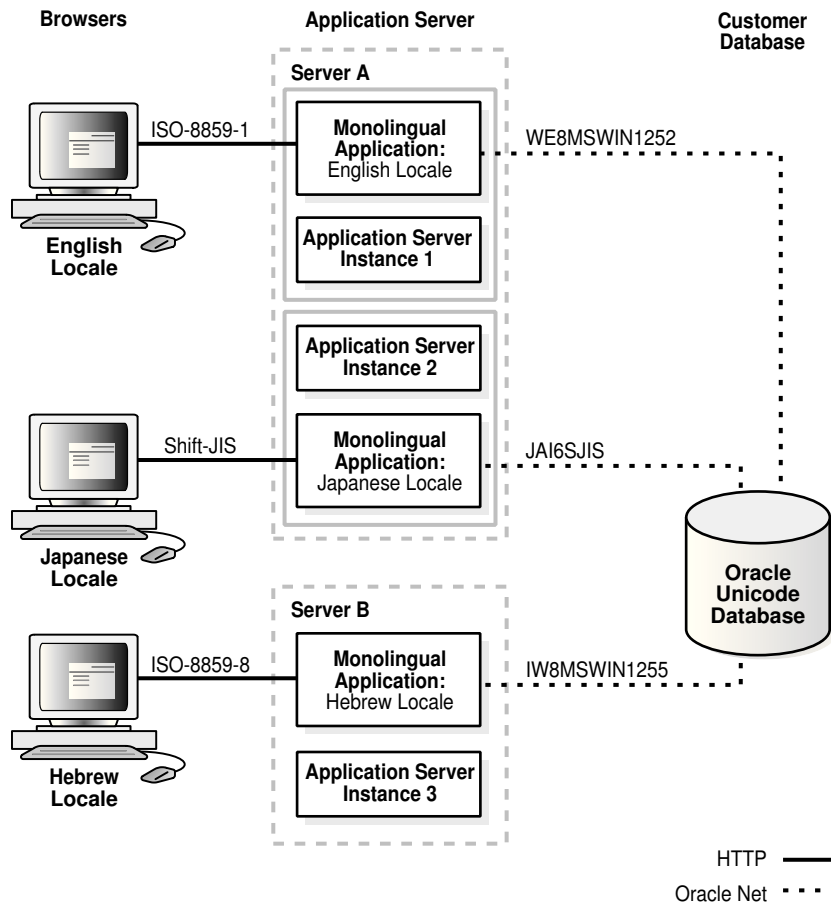 Browsers
Application Server
Customer
Database
Server A
ISO-8859-1
Monolingual
Application:
English Locale
WE8MSWIN1252
English
Locale
Application Server
Instance 1
Application Server
Instance 2
Shift-JIS
Monolingual
Application:
Japanese Locale
JAI6SJIS
Japanese
Locale
Oracle
Unicode
Database
Server B
ISO-8859-8
Monolingual
Application:
Hebrew Locale
IW8MSWIN1255
Hebrew
Locale
Application Server
Instance 3
HTTP
Oracle Net